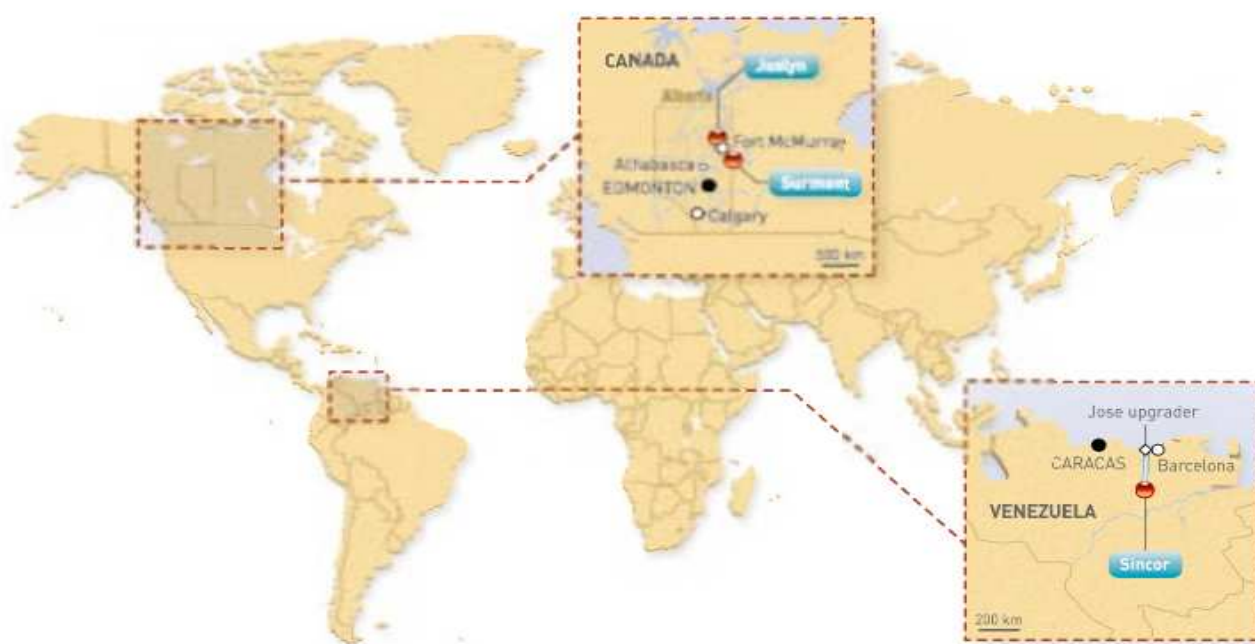 CANADA
Joslyn
Alberta
Fort McMurray
Athabasca
EDMONTON
Surmont
Calgary
500 km
Jose upgrader
CARACAS
Barcelona
VENEZUELA
Sincor
200 km